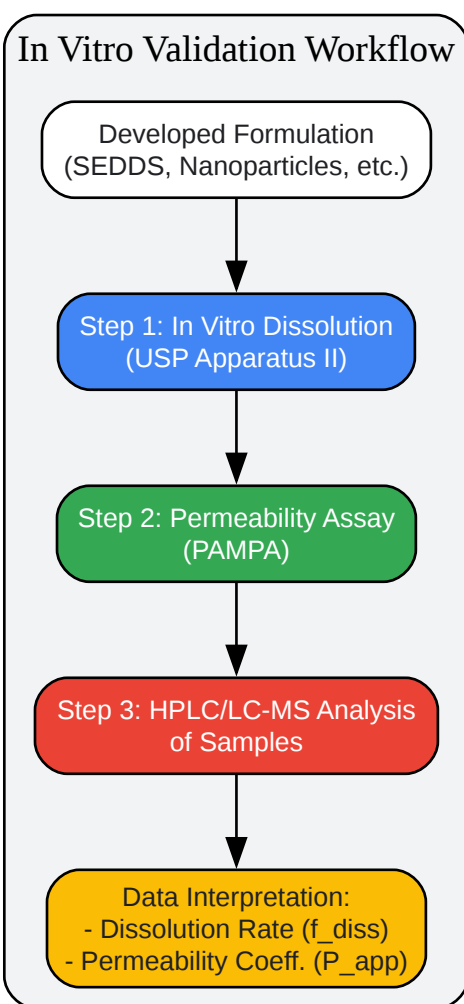 In Vitro Validation Workflow
Developed Formulation
(SEDDS, Nanoparticles, etc.)
Step 1: In Vitro Dissolution
(USP Apparatus II)
Step 2: Permeability Assay
(PAMPA)
Step 3: HPLC/LC-MS Analysis
of Samples
Data Interpretation:
- Dissolution Rate (f_diss)
- Permeability Coeff. (P_app)